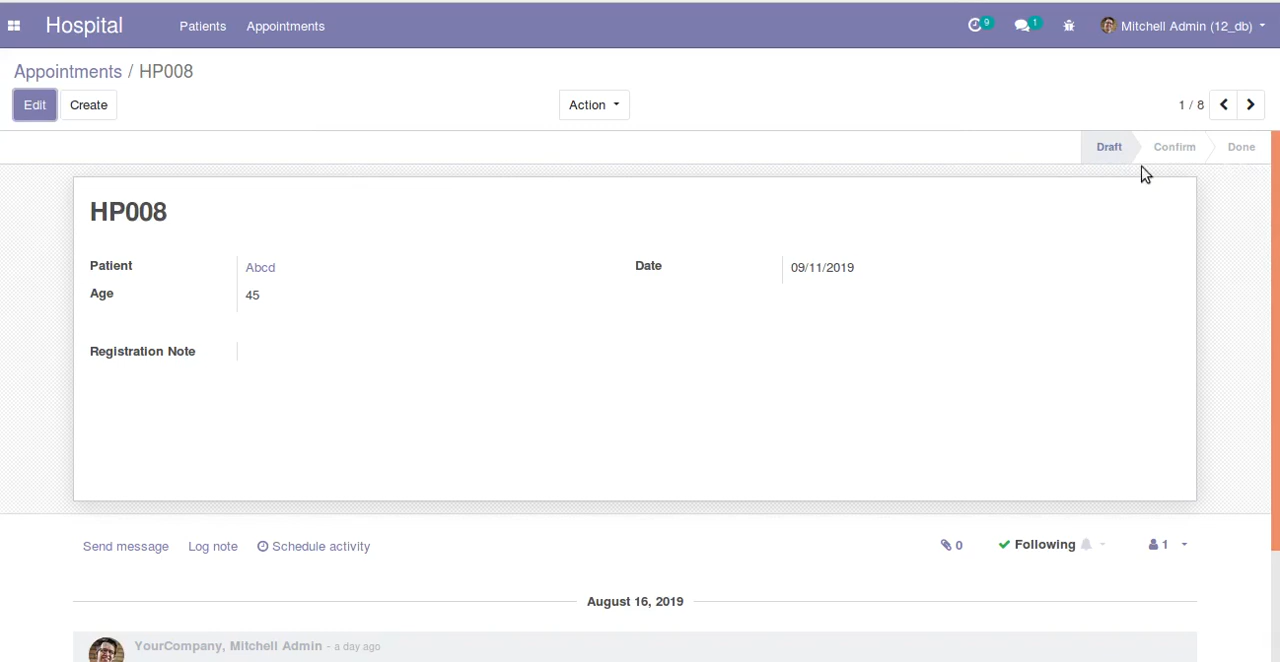 Hospital Patients Appointments 9 1 Mitchell Admin (12_db)
Appointments / HP008
Edit Create Action 1 / 8
Draft Confirm Done
HP008
Patient Abcd Date 09/11/2019
Age 45
Registration Note
Send message Log note Schedule activity 0 Following 1
August 16, 2019
YourCompany, Mitchell Admin - a day ago